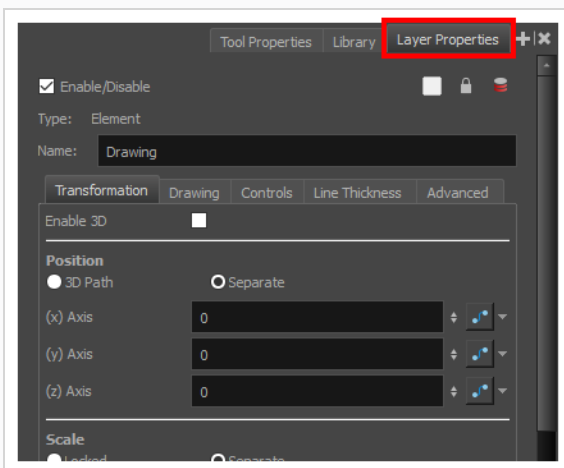 Tool Properties Library Layer Properties
Enable/Disable
Type: Element
Name: Drawing
Transformation Drawing Controls Line Thickness Advanced
Enable 3D
Position
3D Path Separate
(x) Axis 0
(y) Axis 0
(z) Axis 0
Scale
Locked Separate